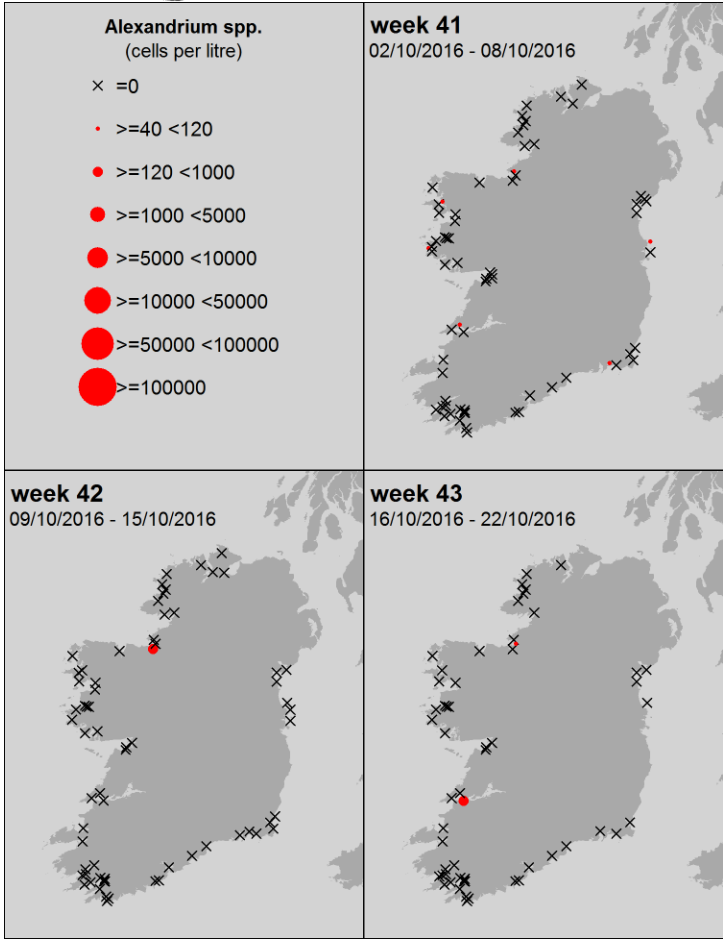 Alexandrium spp.
(cells per litre)
=0
>=40 <120
>=120 <1000
>=1000 <5000
>=5000 <10000
>=10000 <50000
>=50000 <100000
>=100000
week 41
02/10/2016 - 08/10/2016
week 42
09/10/2016 - 15/10/2016
week 43
16/10/2016 - 22/10/2016